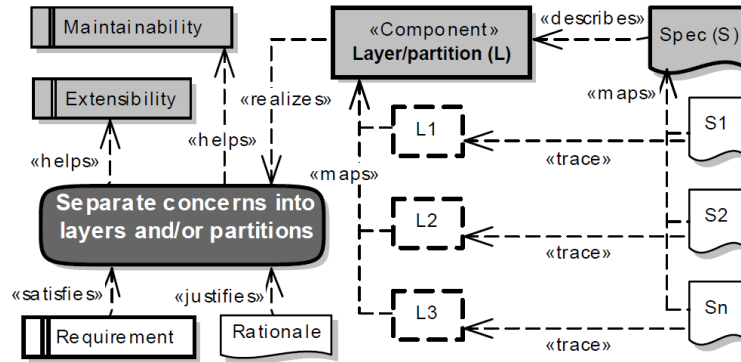 Maintainability
«Component»
Layer/partition (L)
«describes»
Spec (S)
Extensibility
«realizes»
«maps»
«helps»
«helps»
L1
S1
«trace»
«maps»
Separate concerns into
layers and/or partitions
L2
S2
«trace»
«satisfies»
«justifies»
L3
Sn
Requirement
Rationale
«trace»